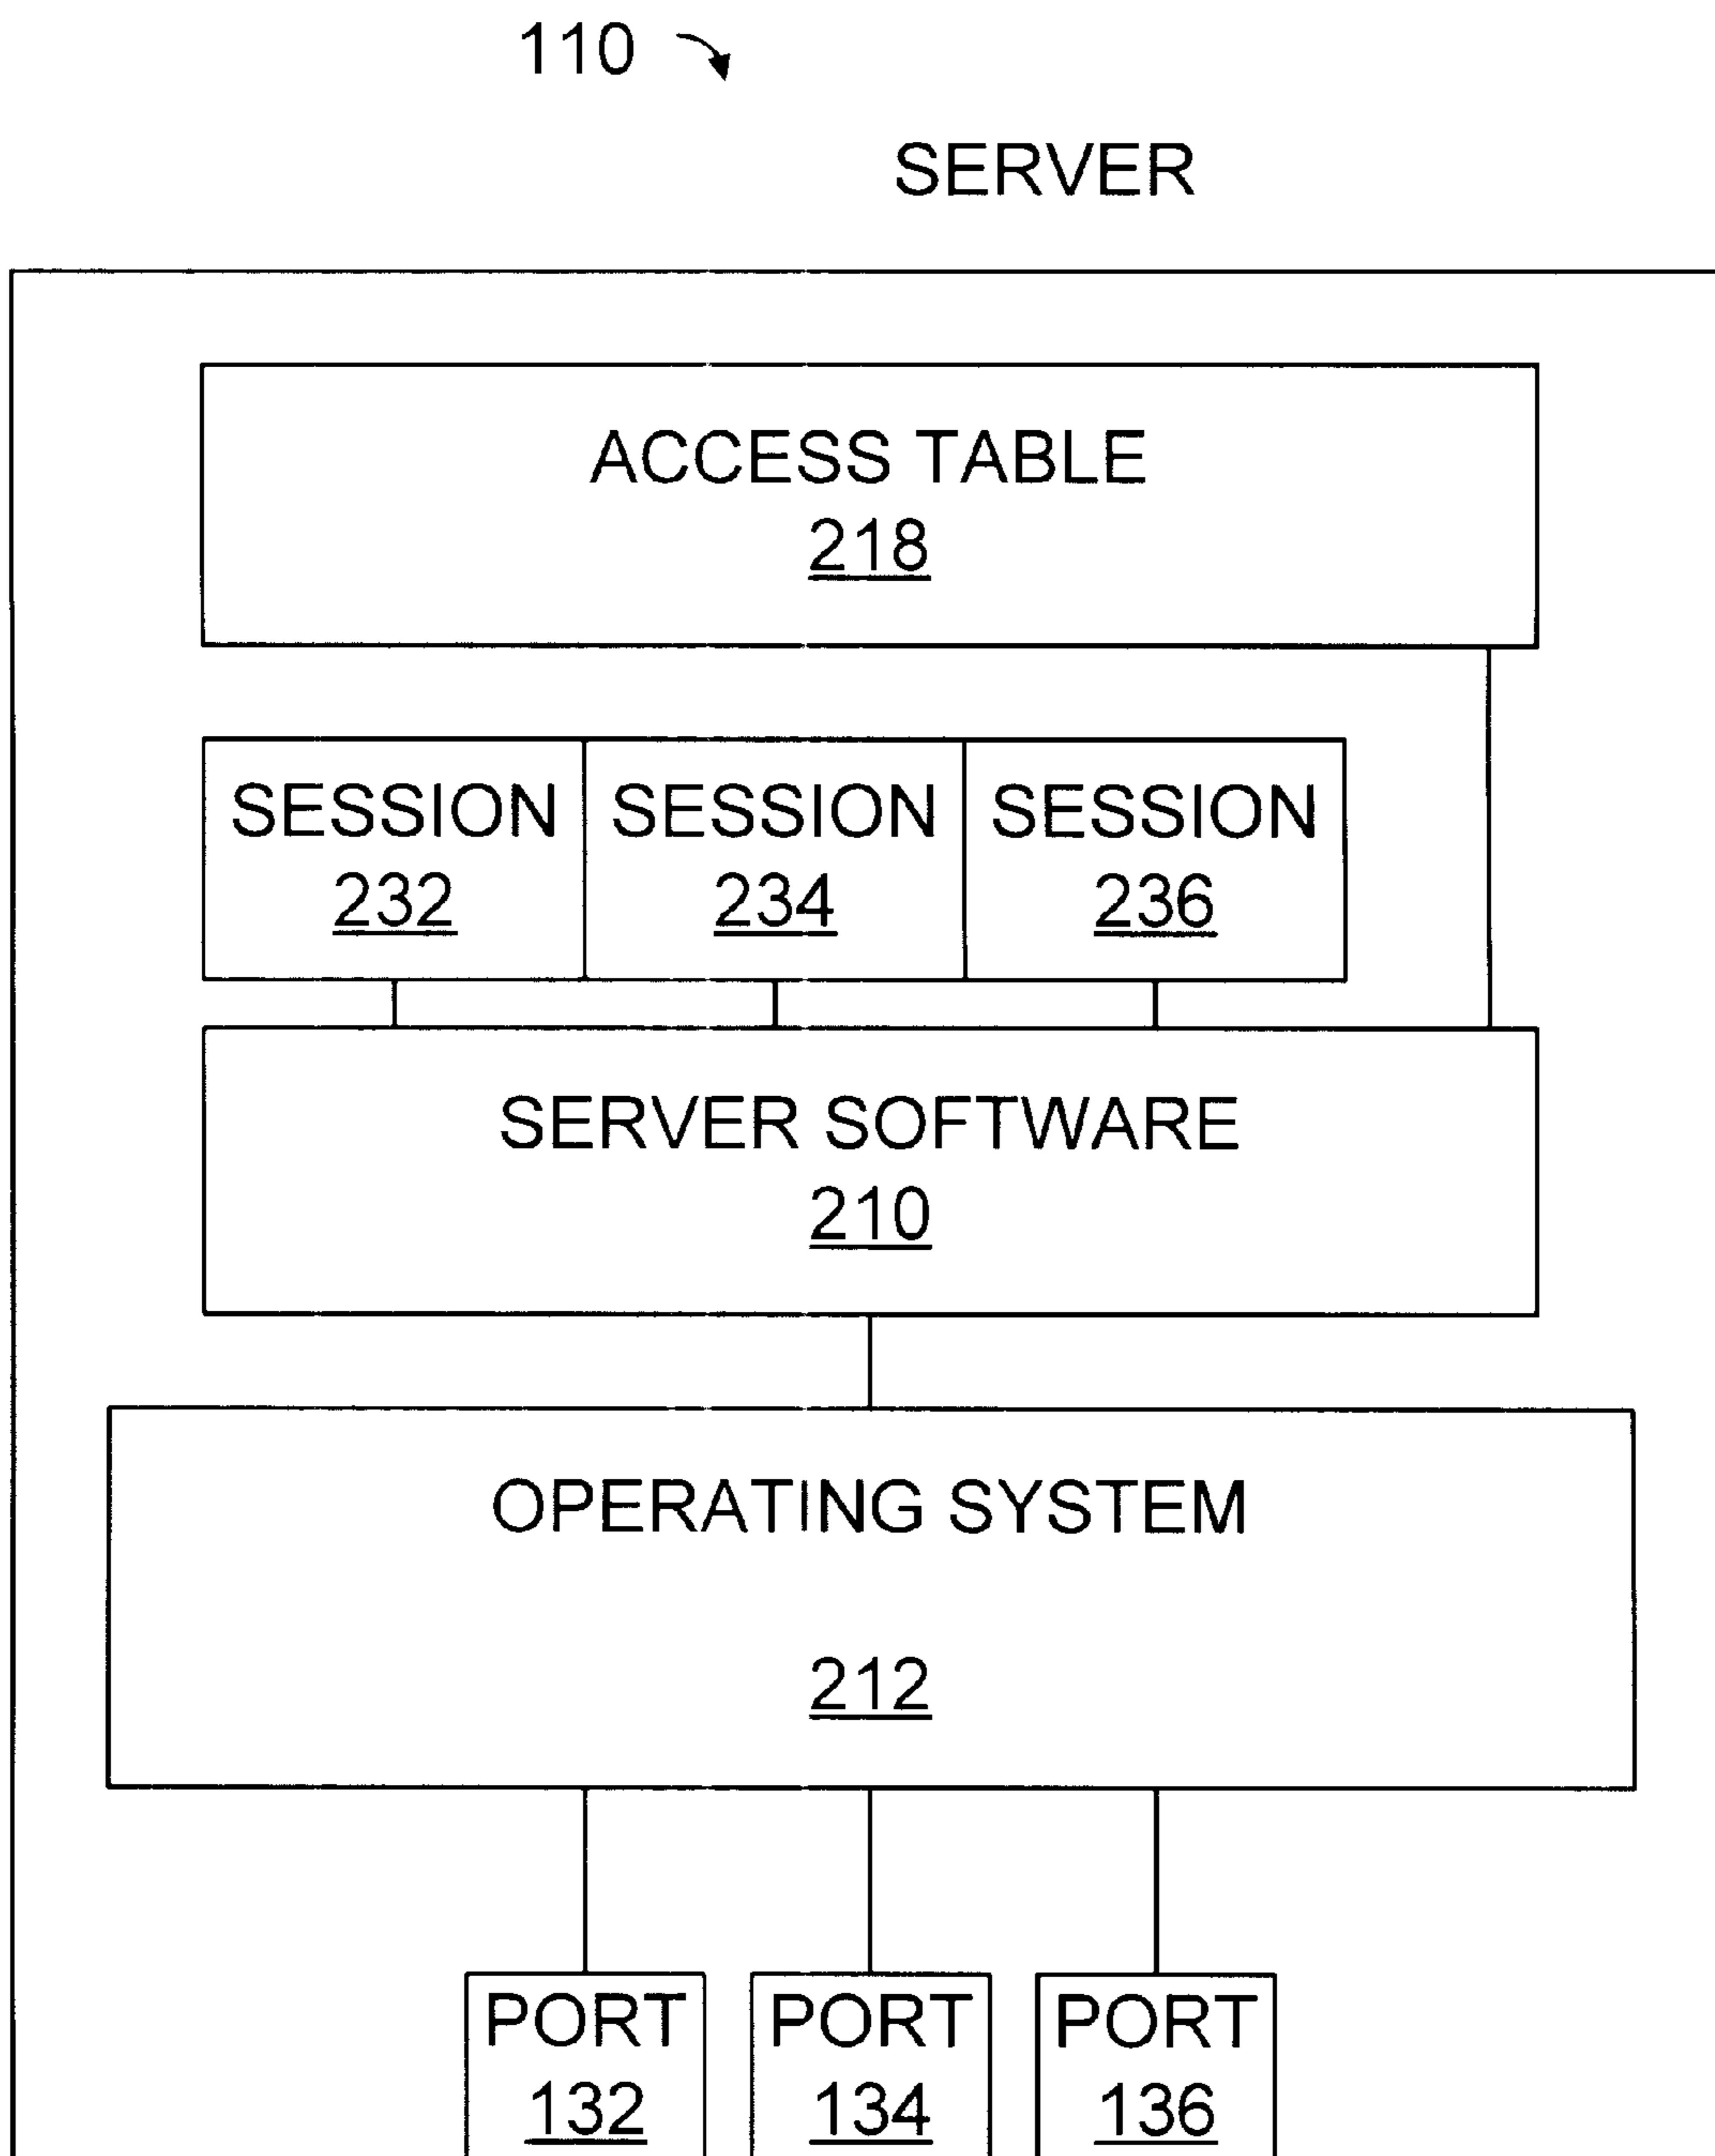 110
SERVER
ACCESS TABLE
218
SESSION SESSION SESSION
232 234 236
SERVER SOFTWARE
210
OPERATING SYSTEM
212
PORT PORT PORT
132 134 136